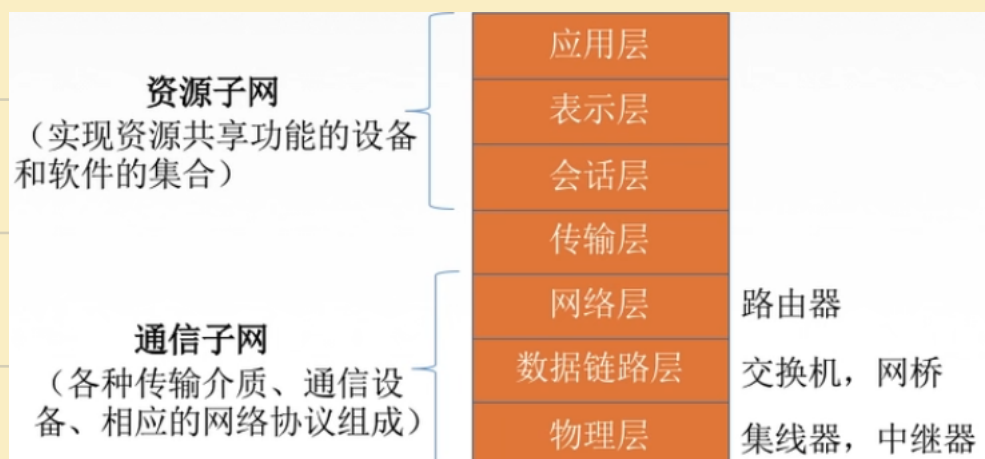 应用层
资源子网
（实现资源共享功能的设备
和软件的集合）
表示层
会话层
传输层
网络层
路由器
通信子网
（各种传输介质、通信设
备、相应的网络协议组成）
数据链路层
交换机，网桥
物理层
集线器，中继器